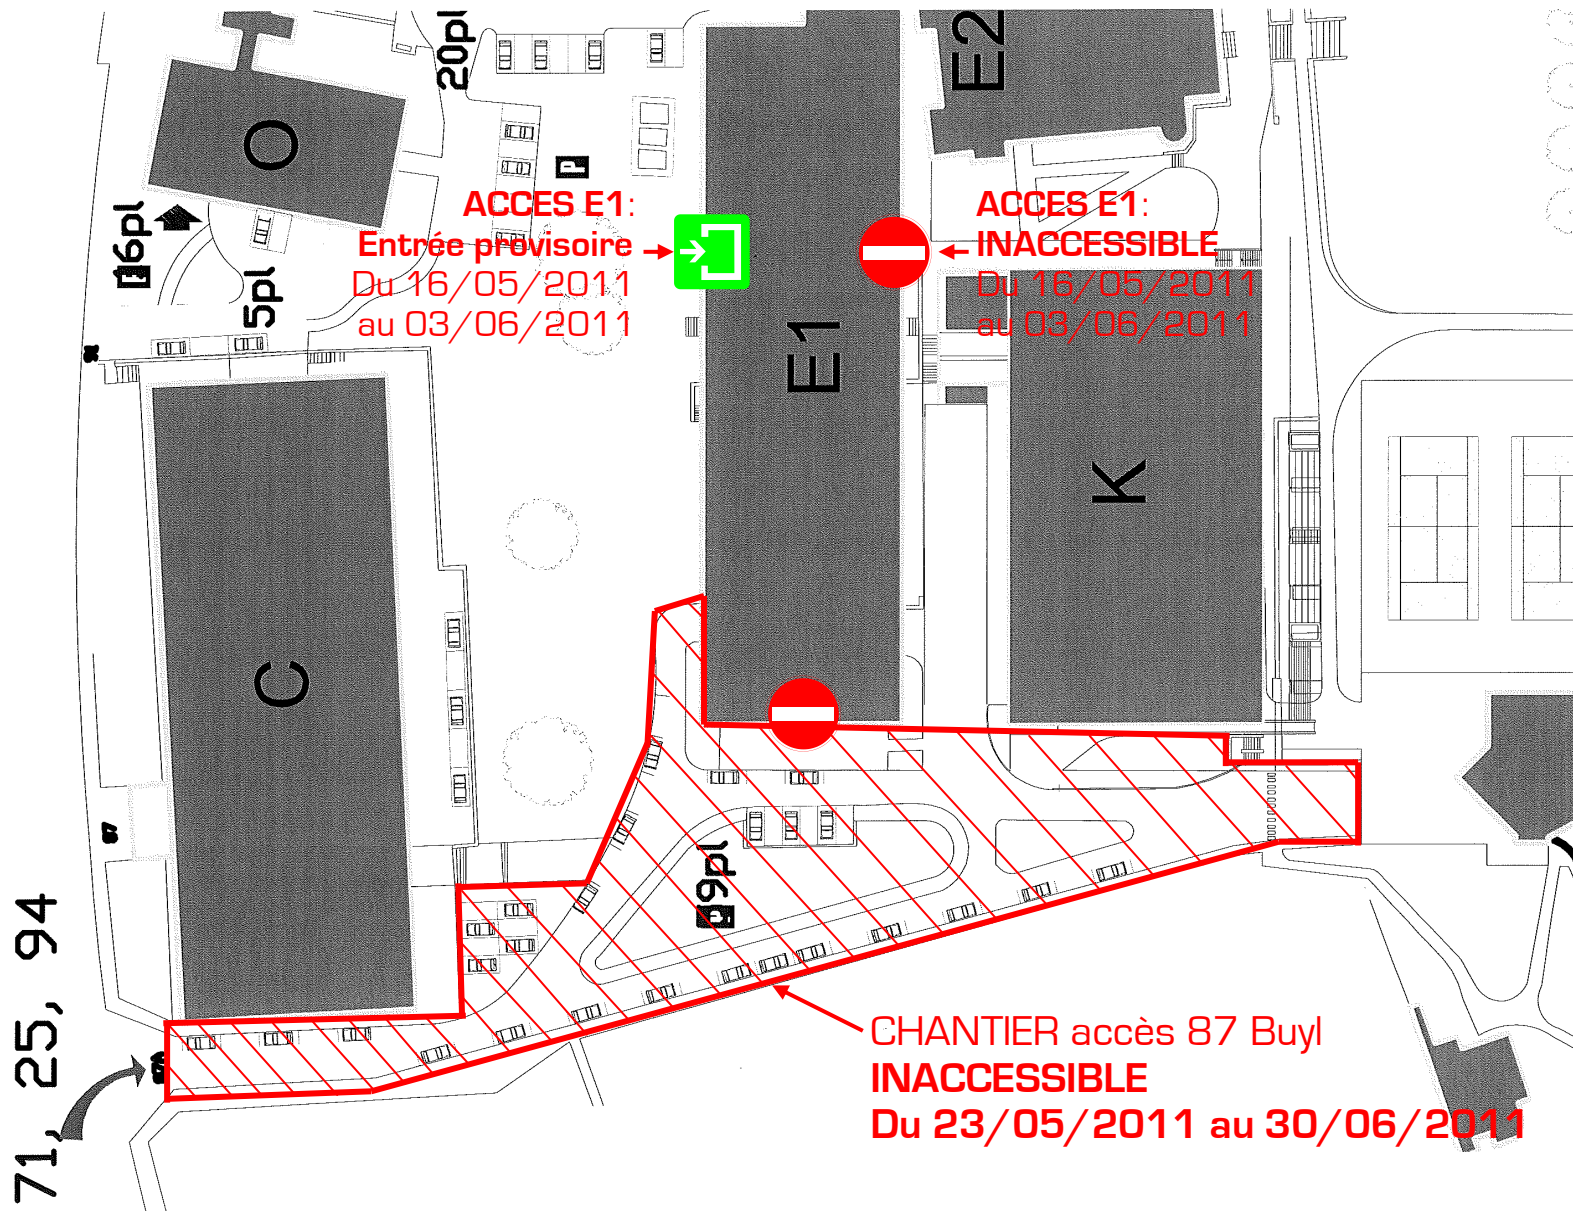 20pl
E2
O
P
16pl
5pl
ACCES E1:
Entrée provisoire
Du 16/05/2011
au 03/06/2011
ACCES E1:
INACCESSIBLE
Du 16/05/2011
au 03/06/2011
E1
K
C
87
P
19pl
71, 25, 94
CHANTIER accès 87 Buyl
INACCESSIBLE
Du 23/05/2011 au 30/06/2011